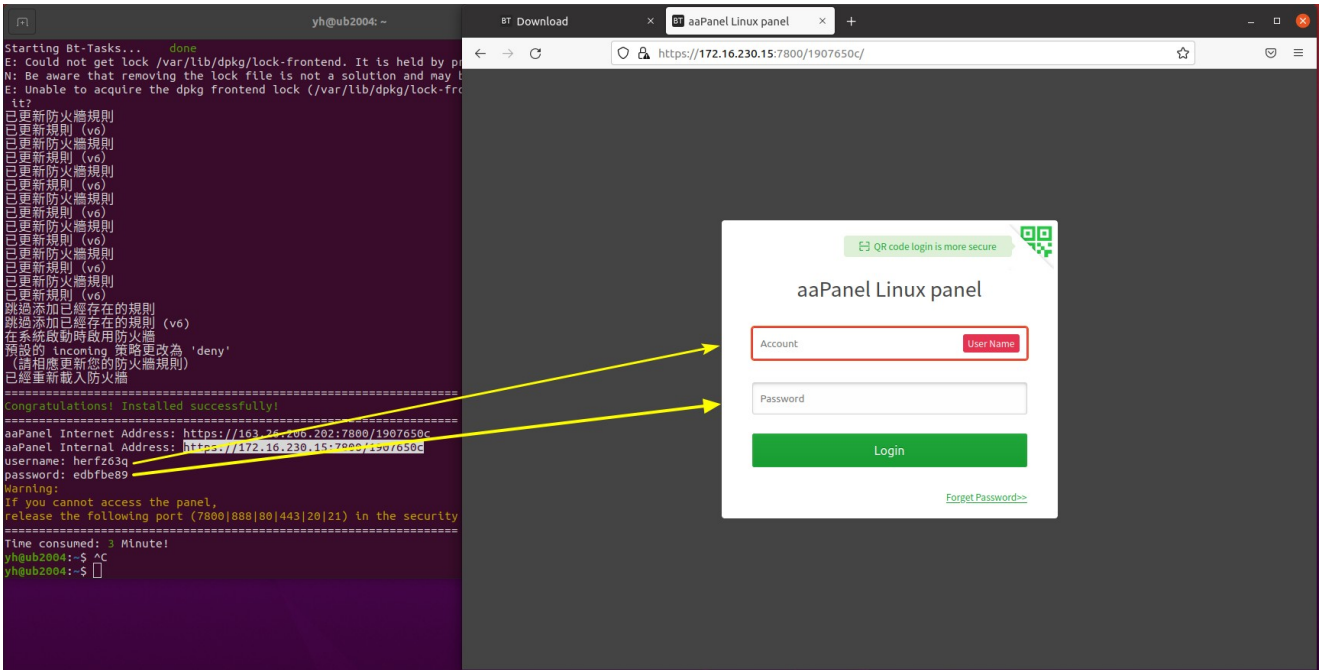 yh@ub2004: ~
Starting Bt-Tasks... done
E: Could not get lock /var/lib/dpkg/lock-frontend. It is held by pr
N: Be aware that removing the lock file is not a solution and may b
E: Unable to acquire the dpkg frontend lock (/var/lib/dpkg/lock-fro
it?
已更新防火牆規則
已更新規則 (v6)
已更新防火牆規則
已更新規則 (v6)
已更新防火牆規則
已更新規則 (v6)
已更新防火牆規則
已更新規則 (v6)
已更新防火牆規則
已更新規則 (v6)
已更新防火牆規則
已更新規則 (v6)
已更新防火牆規則
已更新規則 (v6)
跳過添加已經存在的規則
跳過添加已經存在的規則 (v6)
在系統啟動時啟用防火牆
預設的 incoming 策略更改為 'deny'
（請相應更新您的防火牆規則）
已經重新載入防火牆
==================================================================
Congratulations! Installed successfully!
==================================================================
aaPanel Internet Address: https://163.26.206.202:7800/1907650c
aaPanel Internal Address: https://172.16.230.15:7800/1907650c
username: herfz63q
password: edbfbe89
Warning:
If you cannot access the panel,
release the following port (7800|888|80|443|20|21) in the security
==================================================================
Time consumed: 3 Minute!
yh@ub2004:~$ ^C
yh@ub2004:~$
BT Download
BT aaPanel Linux panel
https://172.16.230.15:7800/1907650c/
QR code login is more secure
aaPanel Linux panel
Account
User Name
Password
Login
Forget Password>>